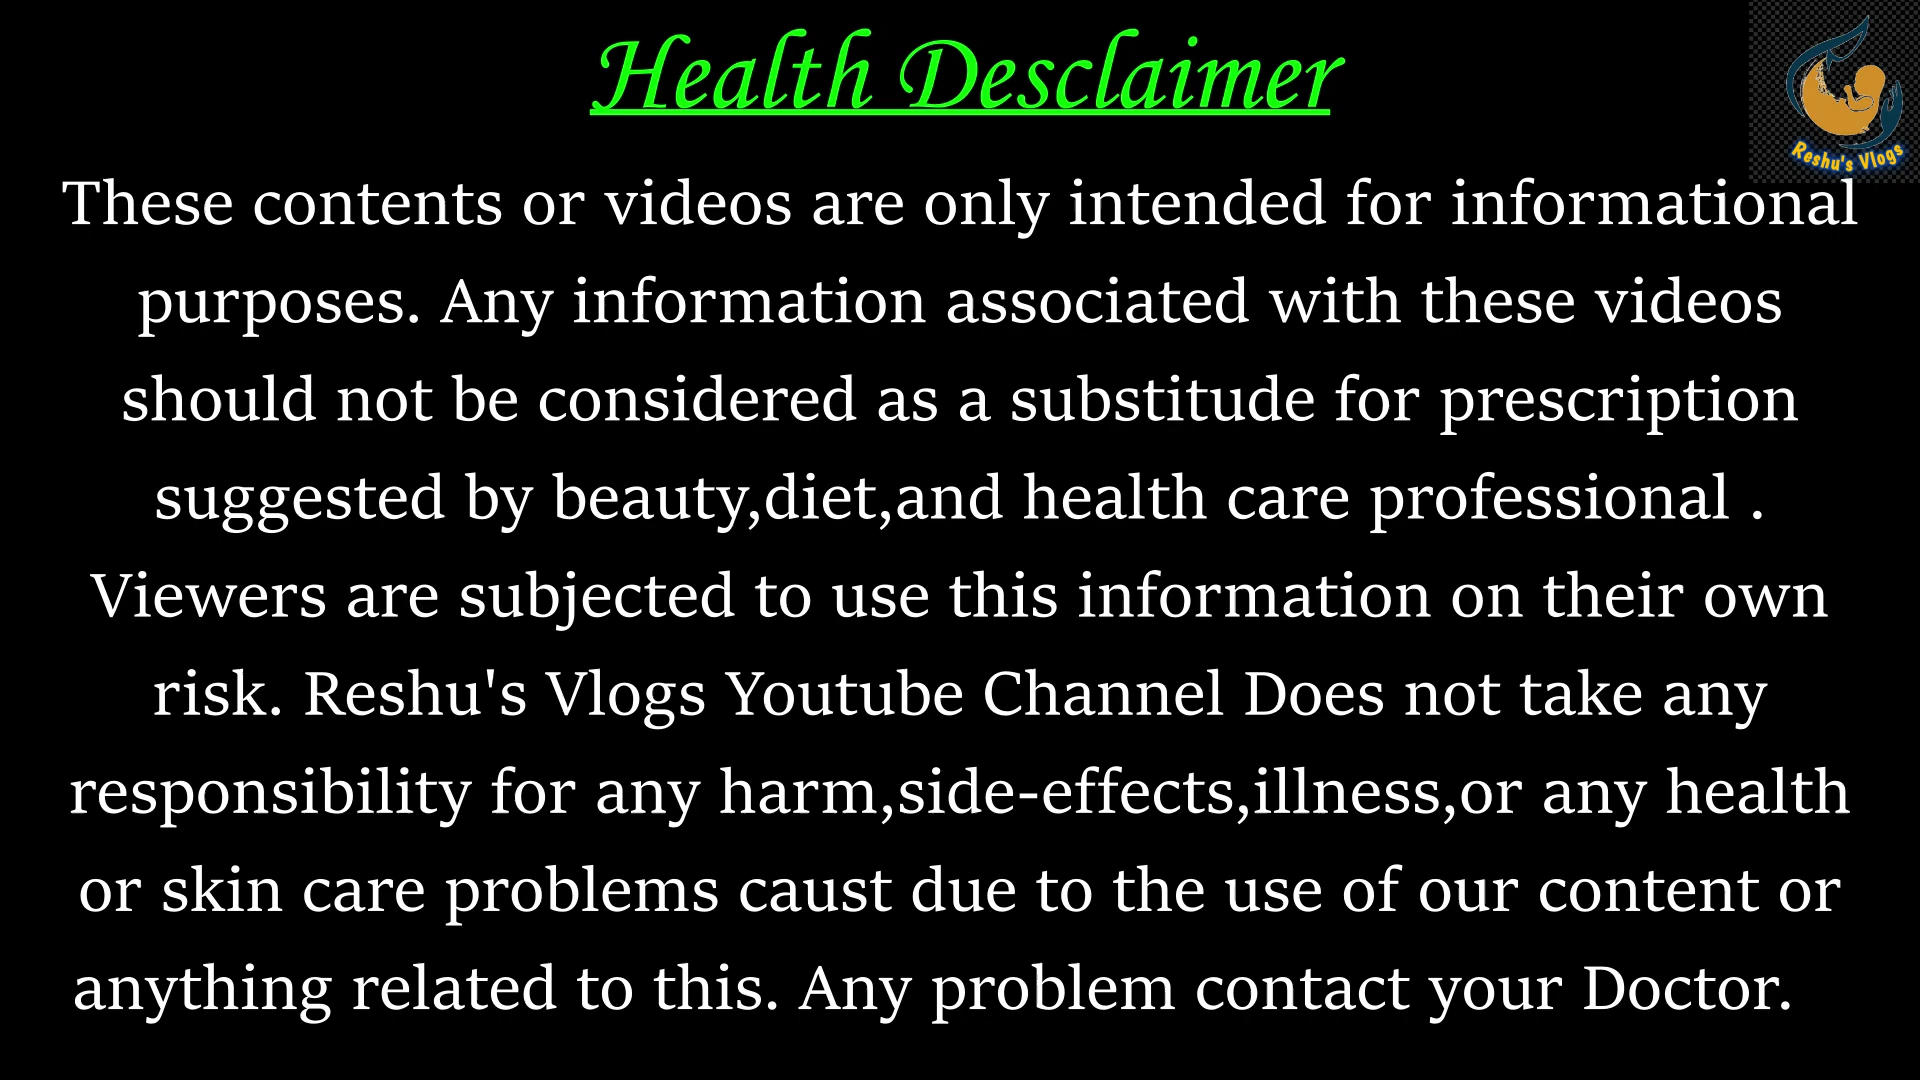 Health Desclaimer
Reshu's Vlogs
These contents or videos are only intended for informational
purposes. Any information associated with these videos
should not be considered as a substitude for prescription
suggested by beauty,diet,and health care professional .
Viewers are subjected to use this information on their own
risk. Reshu's Vlogs Youtube Channel Does not take any
responsibility for any harm,side-effects,illness,or any health
or skin care problems caust due to the use of our content or
anything related to this. Any problem contact your Doctor.